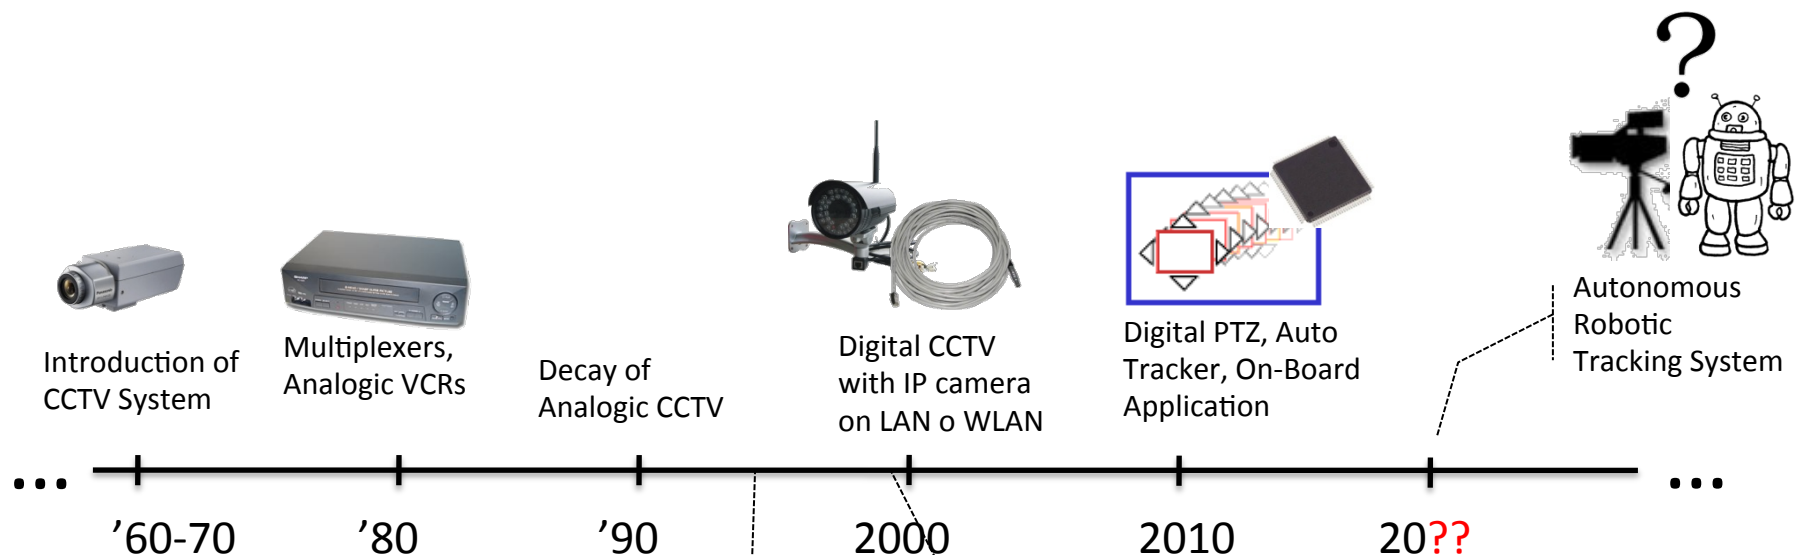 ?
Introduction of
CCTV System
Multiplexers,
Analogic VCRs
Decay of
Analogic CCTV
Digital CCTV
with IP camera
on LAN o WLAN
Digital PTZ, Auto
Tracker, On-Board
Application
Autonomous
Robotic
Tracking System
... ...
’60-70 ’80 ’90 2000 2010 20??